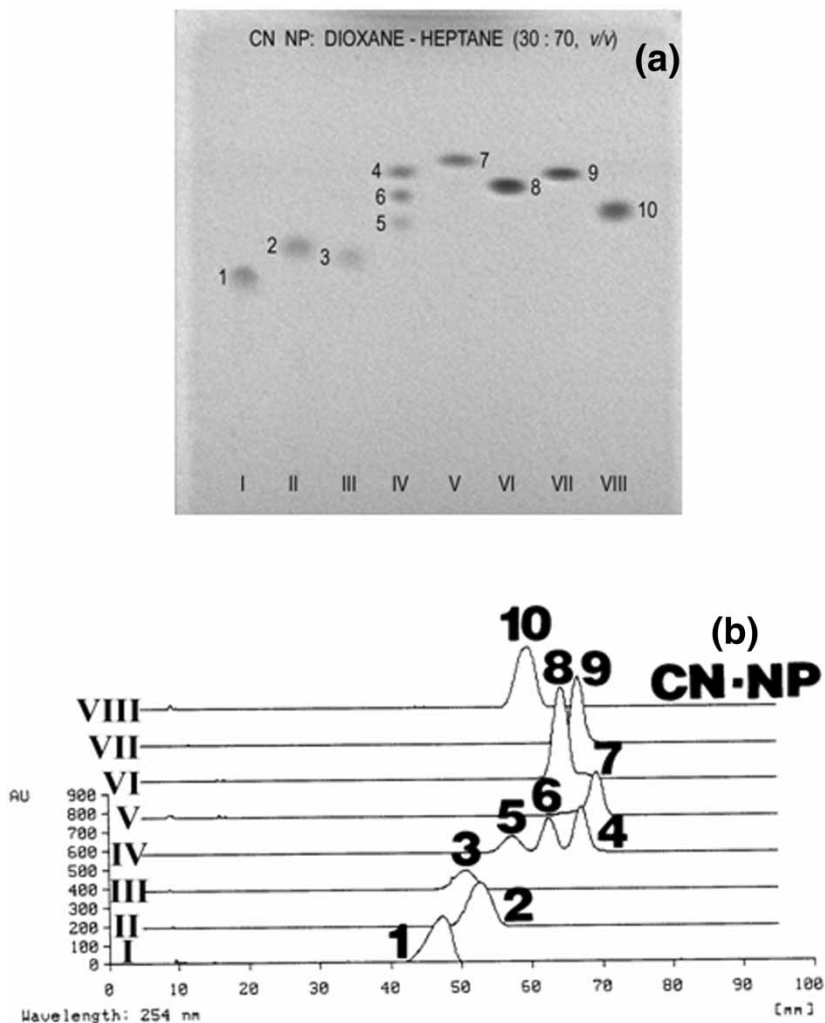 CN NP: DIOXANE - HEPTANE (30 : 70, v/v)
(a)
4
7
9
6
8
5
10
2
3
1
I II III IV V VI VII VIII
(b)
10
8 9
CN·NP
VIII
VII
7
VI
AU
900
6
V
800
5
4
700
IV
600
3
500
III
400
300
2
II
200
1
100
I
0
0 10 20 30 40 50 60 70 80 90 100
Wavelength: 254 nm
[mm]